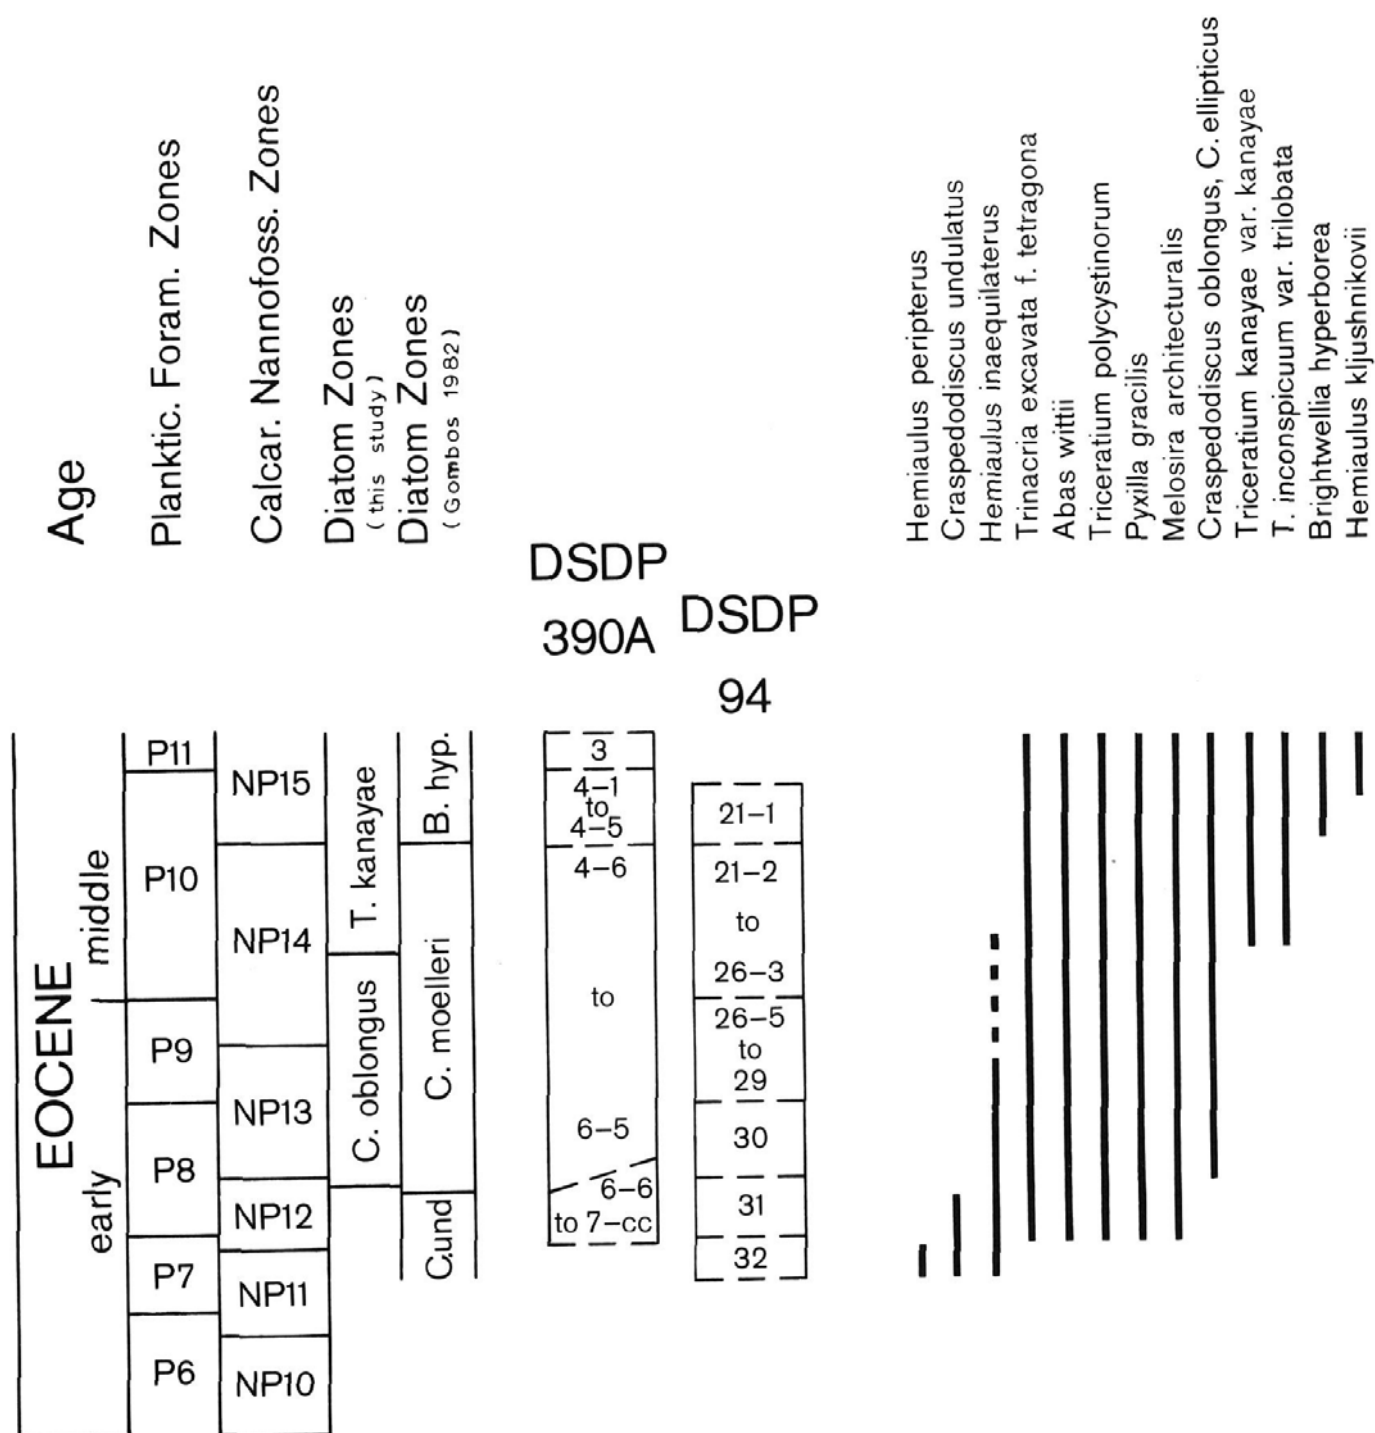 Age
Planktic. Foram. Zones
Calcar. Nannofoss. Zones
Diatom Zones
(this study)
Diatom Zones
(Gombos 1982)
DSDP
390A
DSDP
94
Hemiaulus peripterus
Craspedodiscus undulatus
Hemiaulus inaequilaterus
Trinacria excavata f. tetragona
Abas wittii
Triceratium polycystinorum
Pyxilla gracilis
Melosira architecturalis
Craspedodiscus oblongus, C. ellipticus
Triceratium kanayae var. kanayae
T. inconspicuum var. trilobata
Brightwellia hyperborea
Hemiaulus kljushnikovii
EOCENE
middle
early
P11
P10
P9
P8
P7
P6
NP15
NP14
NP13
NP12
NP11
NP10
T. kanayae
C. oblongus
B. hyp.
C. moelleri
C.und
3
4-1
to
4-5
4-6
to
6-5
6-6
to 7-cc
21-1
21-2
to
26-3
26-5
to
29
30
31
32